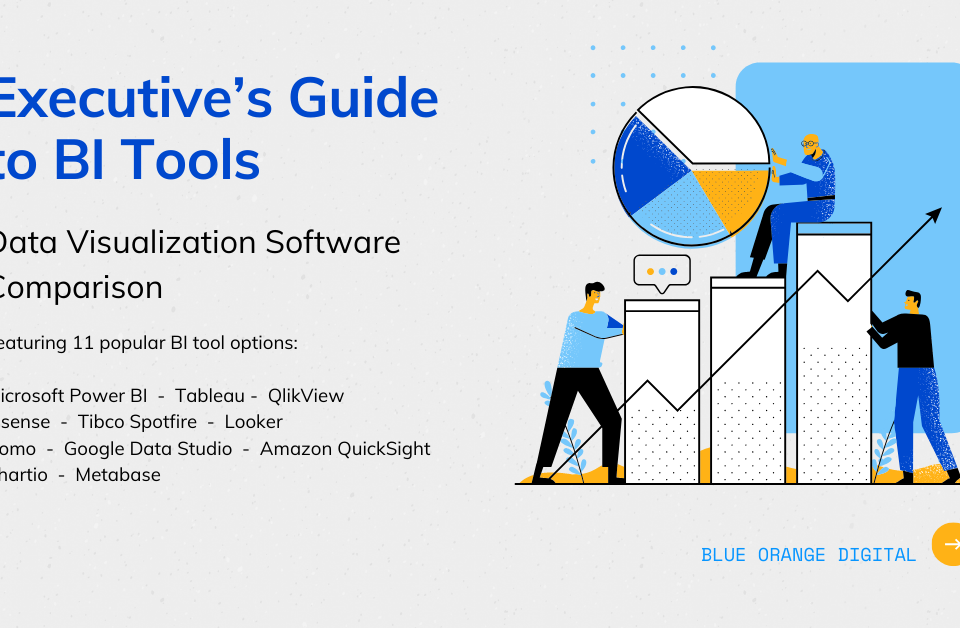 Executive's Guide
to BI Tools
Data Visualization Software
Comparison
eaturing 11 popular BI tool options:
icrosoft Power BI - Tableau - QlikView
sense - Tibco Spotfire - Looker
omo - Google Data Studio - Amazon QuickSight
hartio - Metabase
BLUE ORANGE DIGITAL